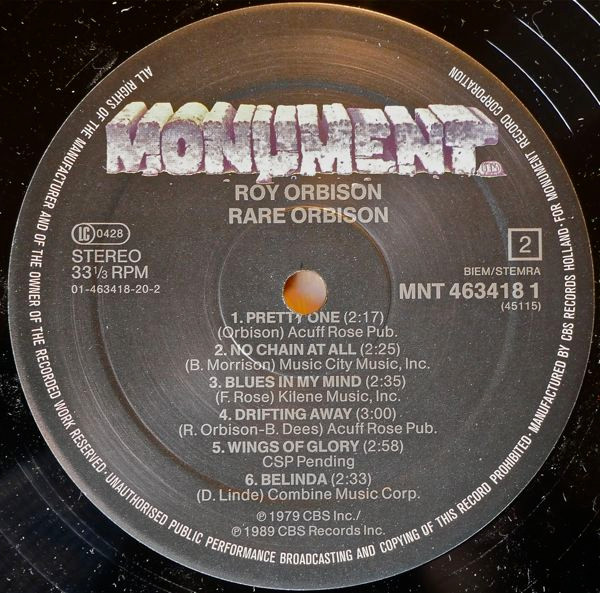 MONUMENT.
TM
ROY ORBISON
RARE ORBISON
LC 0428
STEREO
33 1/3 RPM
01-463418-20-2
2
BIEM/STEMRA
MNT 463418 1
(45115)
1. PRETTY ONE (2:17)
(Orbison) Acuff Rose Pub.
2. NO CHAIN AT ALL (2:25)
(B. Morrison) Music City Music, Inc.
3. BLUES IN MY MIND (2:35)
(F. Rose) Kilene Music, Inc.
4. DRIFTING AWAY (3:00)
(R. Orbison-B. Dees) Acuff Rose Pub.
5. WINGS OF GLORY (2:58)
CSP Pending
6. BELINDA (2:33)
(D. Linde) Combine Music Corp.
℗ 1979 CBS Inc./
℗ 1989 CBS Records Inc.
ALL RIGHTS OF THE MANUFACTURER AND OF THE OWNER OF THE RECORDED WORK RESERVED·UNAUTHORISED PUBLIC PERFORMANCE BROADCASTING AND COPYING OF THIS RECORD PROHIBITED·MANUFACTURED BY CBS RECORDS HOLLAND·FOR MONUMENT RECORD CORPORATION